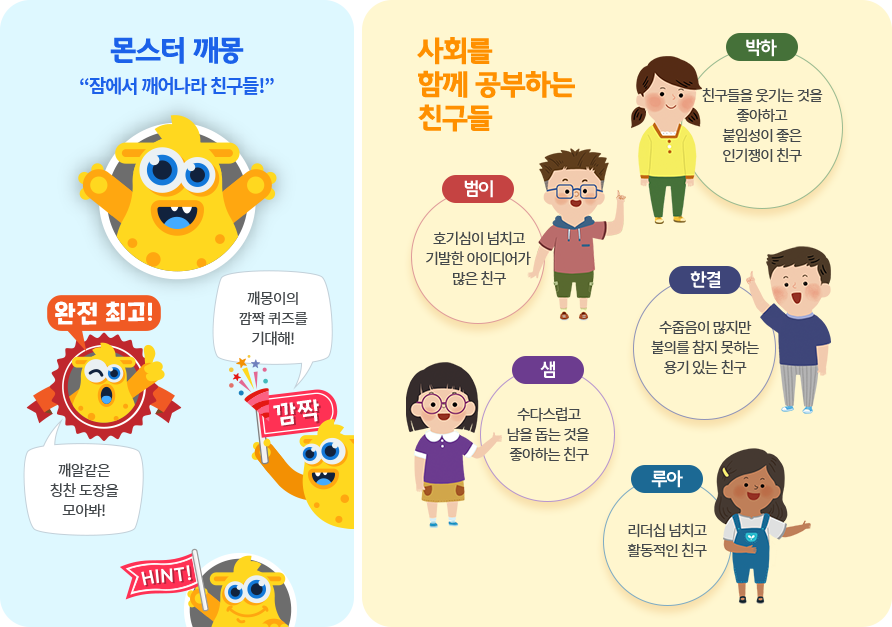 몬스터 깨몽
“잠에서 깨어나라 친구들!”
완전 최고!
깨몽이의
깜짝 퀴즈를
기대해!
깜짝
깨알같은
칭찬 도장을
모아봐!
HINT!
사회를
함께 공부하는
친구들
박하
친구들을 웃기는 것을
좋아하고
붙임성이 좋은
인기쟁이 친구
범이
호기심이 넘치고
기발한 아이디어가
많은 친구
한결
수줍음이 많지만
불의를 참지 못하는
용기 있는 친구
샘
수다스럽고
남을 돕는 것을
좋아하는 친구
루아
리더십 넘치고
활동적인 친구